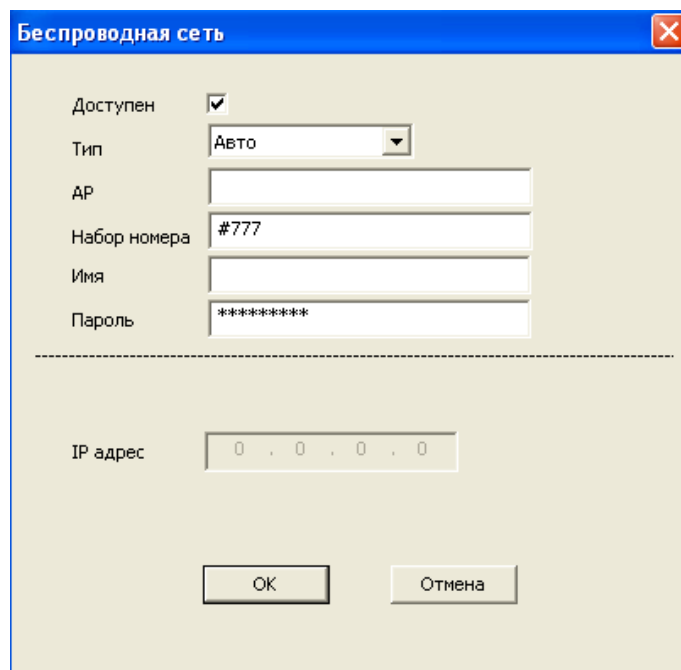 Беспроводная сеть
Доступен
Тип Авто
AP
Набор номера #777
Имя
Пароль *********
IP адрес 0 . 0 . 0 . 0
OK Отмена